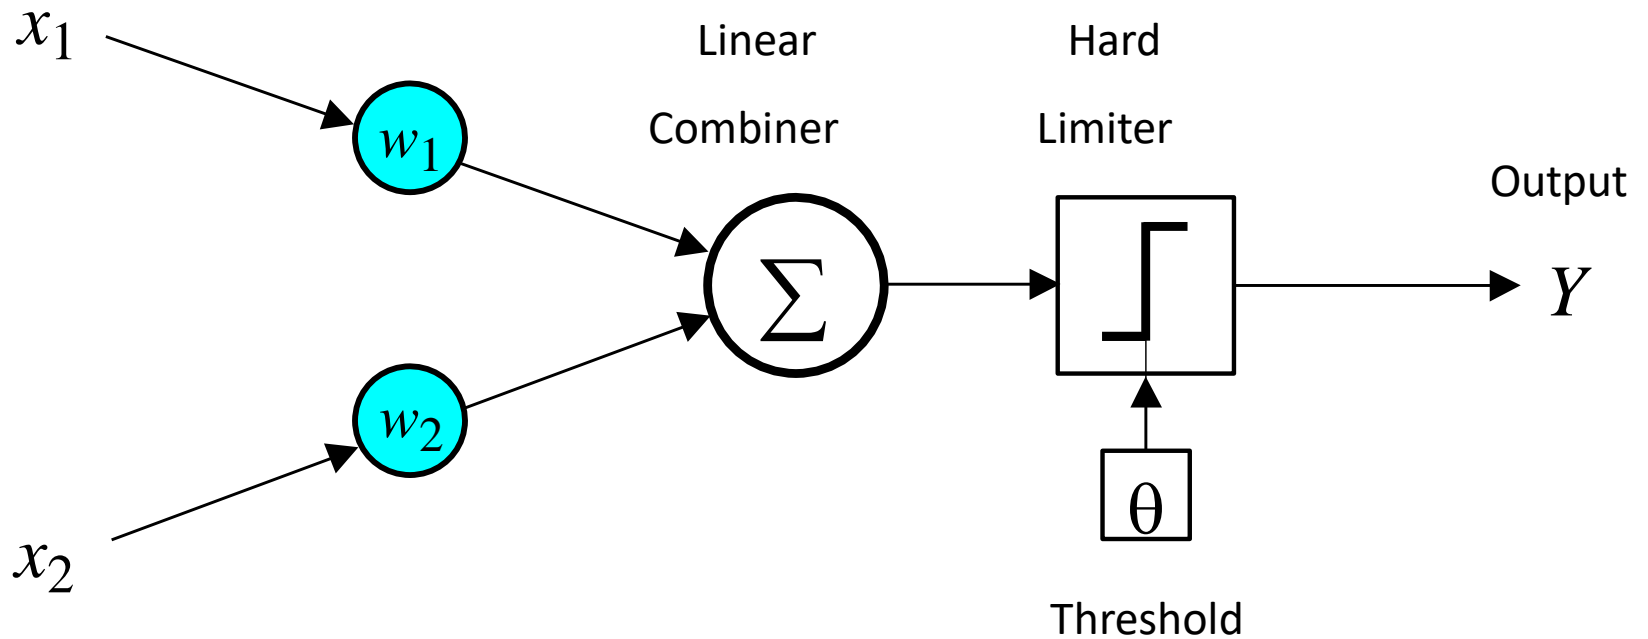 x₁
w₁
Linear
Combiner
Hard
Limiter
Output
∑
Y
w₂
θ
x₂
Threshold